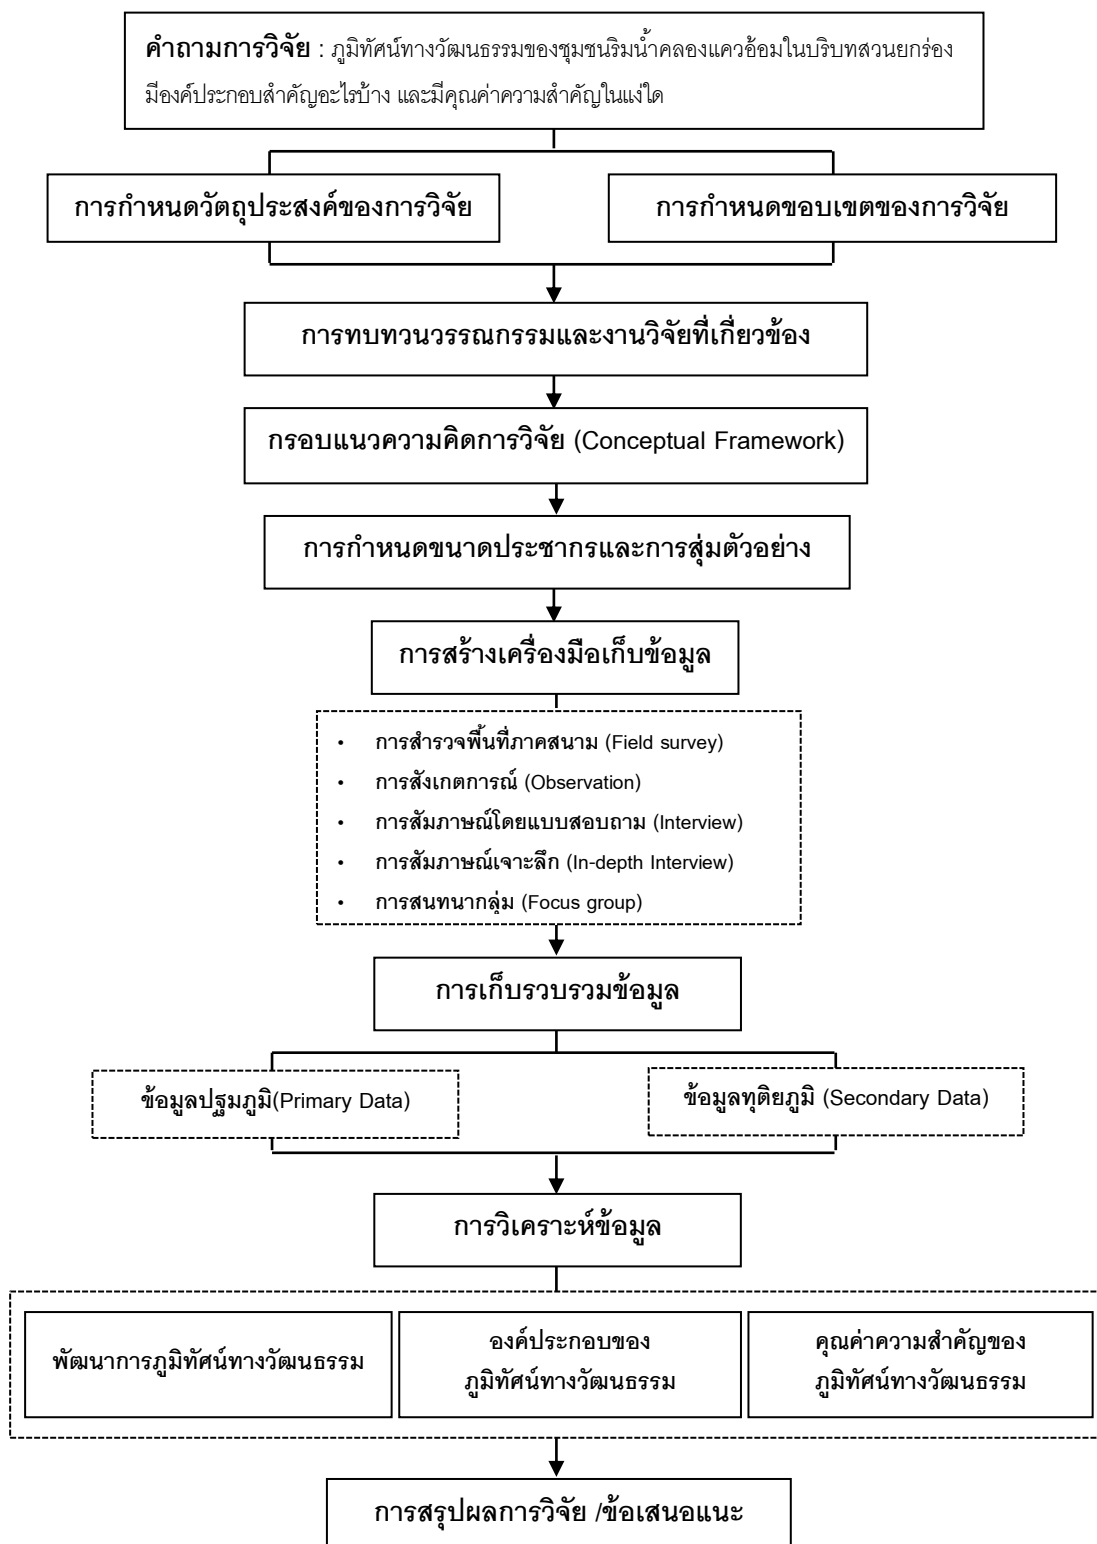 คำถามการวิจัย : ภูมิทัศน์ทางวัฒนธรรมของชุมชนริมน้ำคลองแควอ้อมในบริบทสวนยกร่อง
มีองค์ประกอบสำคัญอะไรบ้าง และมีคุณค่าความสำคัญในแง่ใด
การกำหนดวัตถุประสงค์ของการวิจัย
การกำหนดขอบเขตของการวิจัย
การทบทวนวรรณกรรมและงานวิจัยที่เกี่ยวข้อง
กรอบแนวความคิดการวิจัย (Conceptual Framework)
การกำหนดขนาดประชากรและการสุ่มตัวอย่าง
การสร้างเครื่องมือเก็บข้อมูล
• การสำรวจพื้นที่ภาคสนาม (Field survey)
• การสังเกตการณ์ (Observation)
• การสัมภาษณ์โดยแบบสอบถาม (Interview)
• การสัมภาษณ์เจาะลึก (In-depth Interview)
• การสนทนากลุ่ม (Focus group)
การเก็บรวบรวมข้อมูล
ข้อมูลปฐมภูมิ(Primary Data)
ข้อมูลทุติยภูมิ (Secondary Data)
การวิเคราะห์ข้อมูล
พัฒนาการภูมิทัศน์ทางวัฒนธรรม
องค์ประกอบของ
ภูมิทัศน์ทางวัฒนธรรม
คุณค่าความสำคัญของ
ภูมิทัศน์ทางวัฒนธรรม
การสรุปผลการวิจัย /ข้อเสนอแนะ